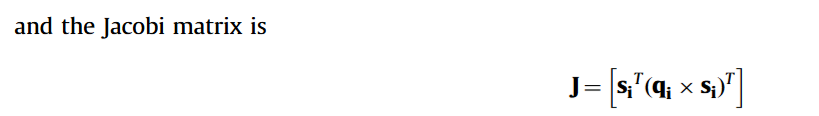 and the Jacobi matrix is
J = [sᵢᵀ(qᵢ × sᵢ)ᵀ]